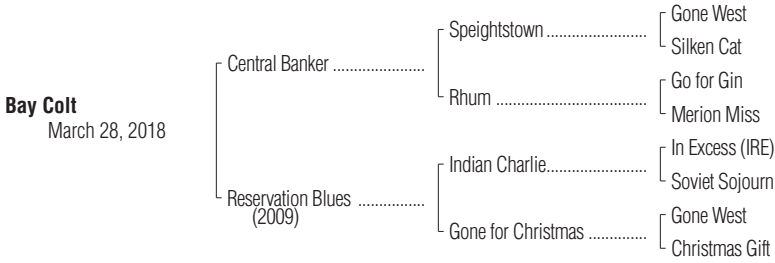 Gone West
Speightstown ........................
Silken Cat
Central Banker ......................
Go for Gin
Rhum ....................................
Merion Miss
Bay Colt
March 28, 2018
In Excess (IRE)
Indian Charlie........................
Soviet Sojourn
Reservation Blues ................
(2009)
Gone West
Gone for Christmas ..............
Christmas Gift